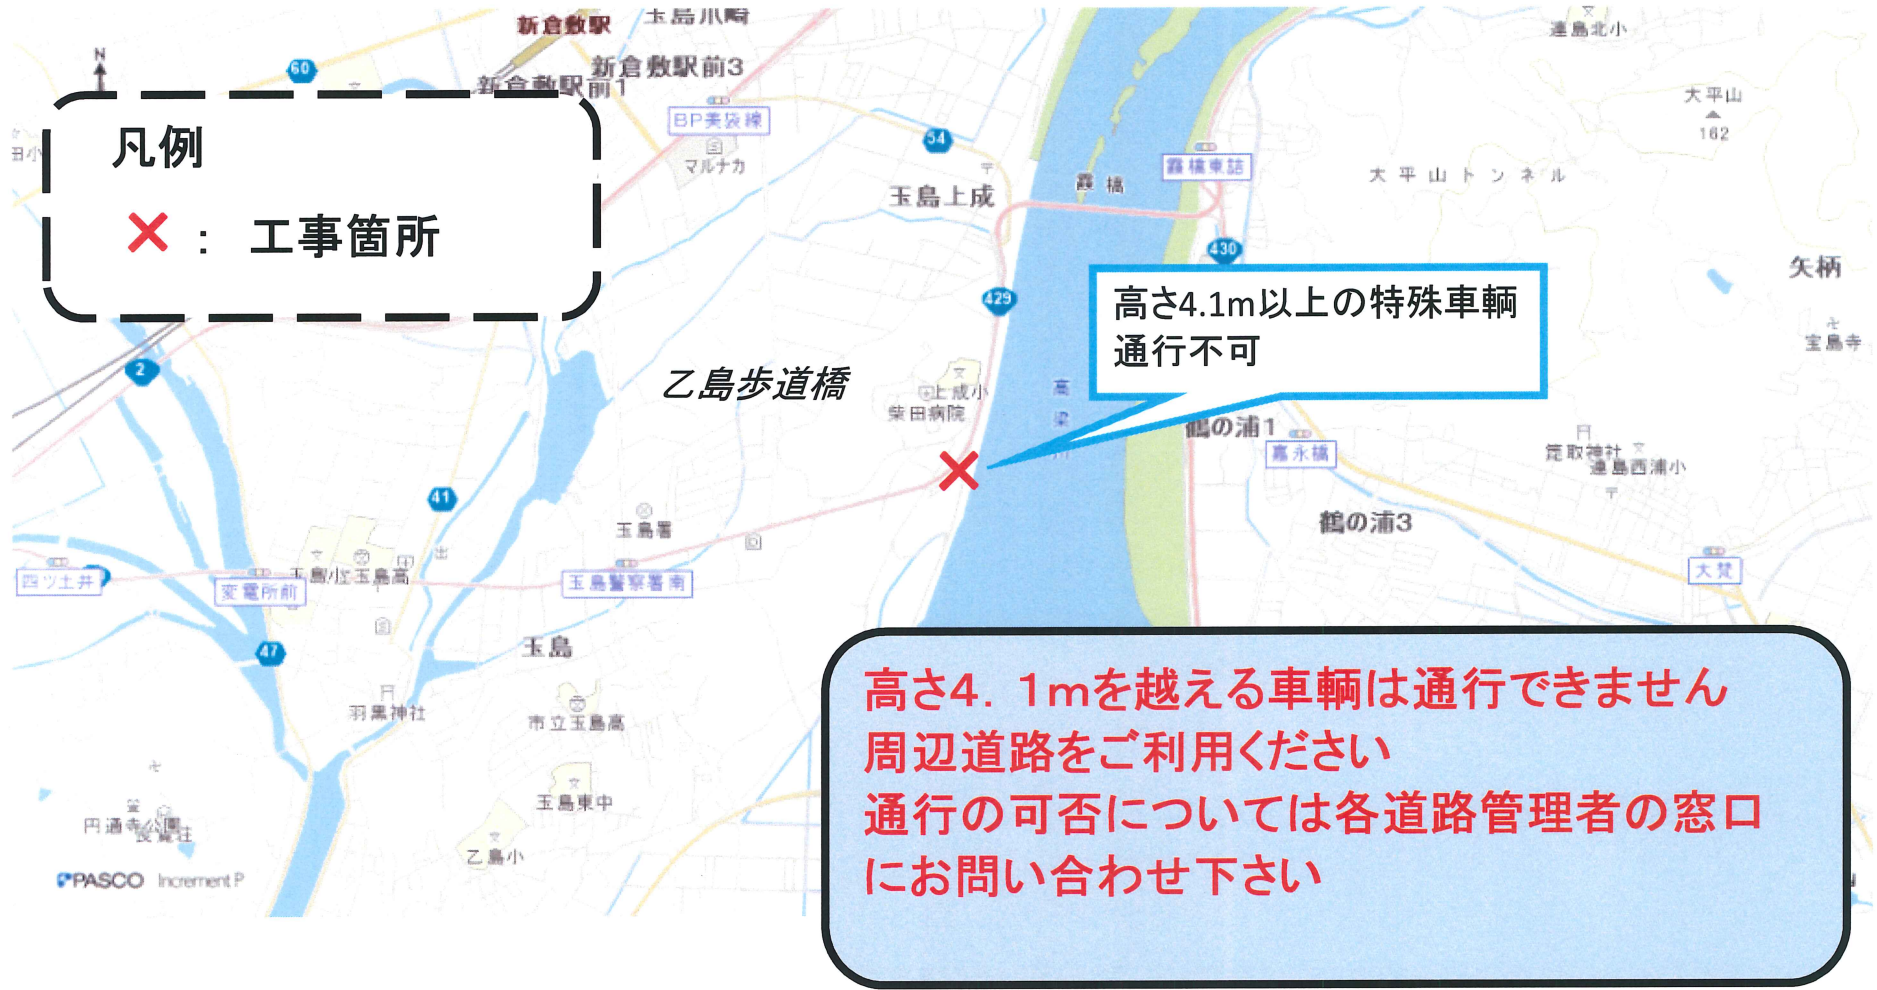 新倉敷駅
玉島爪崎
新倉敷駅前3
新倉敷駅前1
N
60
凡例
× : 工事箇所
BP美袋線
マルナカ
54
玉島上成
霞橋
霞橋東詰
430
429
連島北小
大平山
162
大平山トンネル
矢柄
宝島寺
高さ4.1m以上の特殊車輌
通行不可
2
乙島歩道橋
上成小
柴田病院
高梁川
鶴の浦1
嘉永橋
連島西浦小
鶴の浦3
大梵
41
玉島署
四ツ土井
変電所前
玉島小
玉島高
玉島警察署南
47
玉島
羽黒神社
市立玉島高
玉島東中
乙島小
円通寺公園
PASCO Increment P
高さ4.1mを越える車輌は通行できません
周辺道路をご利用ください
通行の可否については各道路管理者の窓口
にお問い合わせ下さい